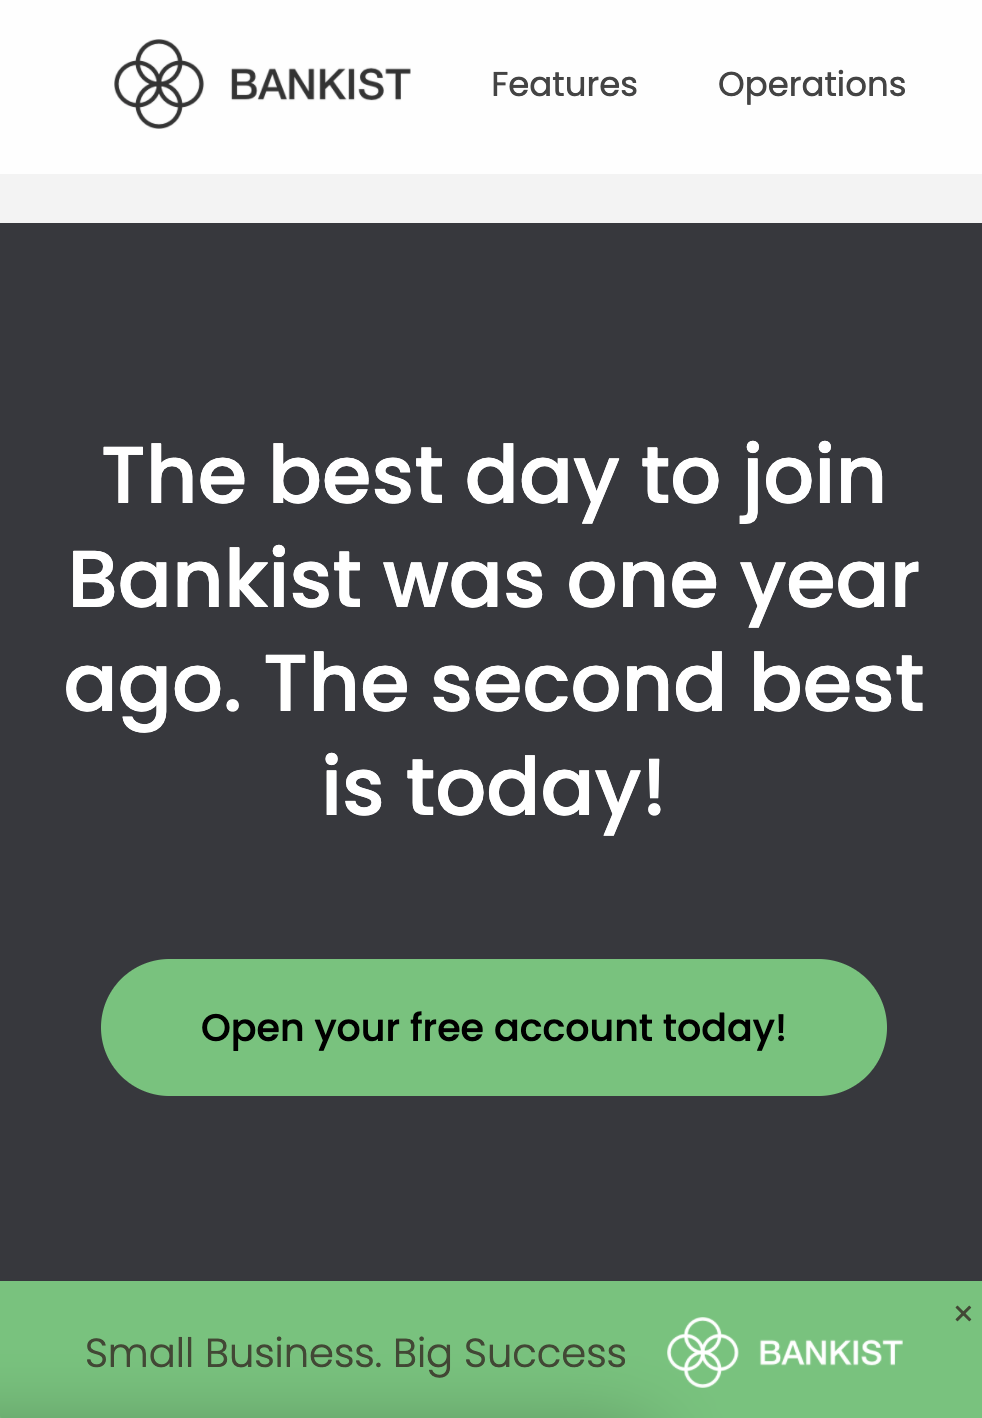 BANKIST Features Operations
The best day to join
Bankist was one year
ago. The second best
is today!
Open your free account today!
×
Small Business. Big Success BANKIST